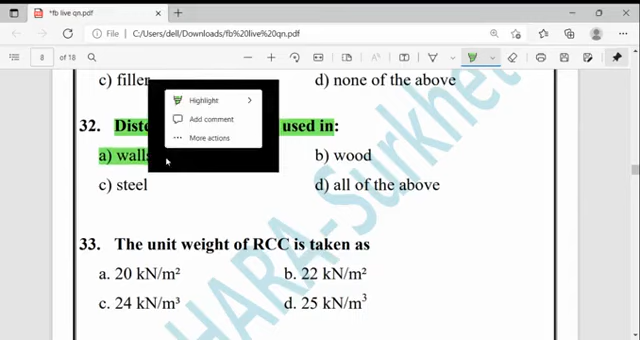 *fb live qn.pdf
File | C:/Users/dell/Downloads/fb%20live%20qn.pdf
8 of 18
c) filler d) none of the above
Highlight
Add comment
More actions
32. used in:
a) walls b) wood
c) steel d) all of the above
33. The unit weight of RCC is taken as
a. 20 kN/m² b. 22 kN/m²
c. 24 kN/m³ d. 25 kN/m³
HARA-Surkhet